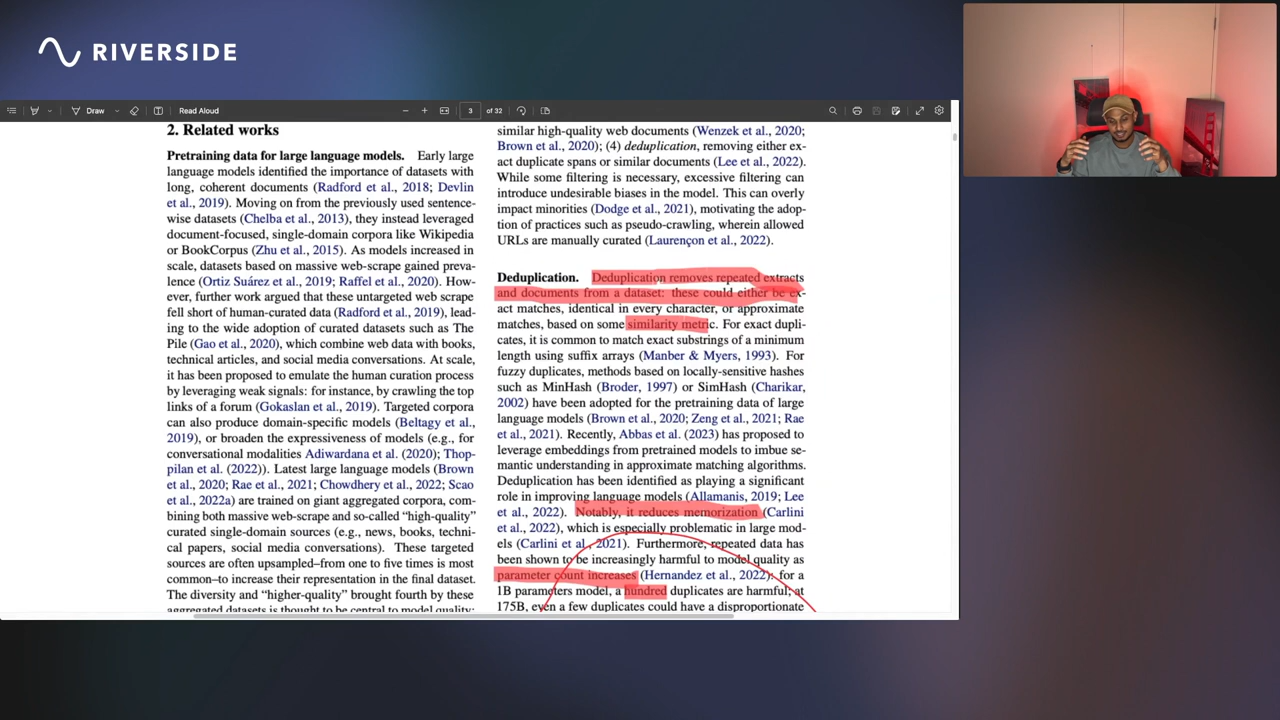 RIVERSIDE
Draw
Read Aloud
3
of 32
2. Related works
Pretraining data for large language models. Early large
language models identified the importance of datasets with
long, coherent documents (Radford et al., 2018; Devlin
et al., 2019). Moving on from the previously used sentence-
wise datasets (Chelba et al., 2013), they instead leveraged
document-focused, single-domain corpora like Wikipedia
or BookCorpus (Zhu et al., 2015). As models increased in
scale, datasets based on massive web-scrape gained preva-
lence (Ortiz Suárez et al., 2019; Raffel et al., 2020). How-
ever, further work argued that these untargeted web scrape
fell short of human-curated data (Radford et al., 2019), lead-
ing to the wide adoption of curated datasets such as The
Pile (Gao et al., 2020), which combine web data with books,
technical articles, and social media conversations. At scale,
it has been proposed to emulate the human curation process
by leveraging weak signals: for instance, by crawling the top
links of a forum (Gokaslan et al., 2019). Targeted corpora
can also produce domain-specific models (Beltagy et al.,
2019), or broaden the expressiveness of models (e.g., for
conversational modalities Adiwardana et al. (2020); Thop-
pilan et al. (2022)). Latest large language models (Brown
et al., 2020; Rae et al., 2021; Chowdhery et al., 2022; Scao
et al., 2022a) are trained on giant aggregated corpora, com-
bining both massive web-scrape and so-called “high-quality”
curated single-domain sources (e.g., news, books, techni-
cal papers, social media conversations). These targeted
sources are often upsampled–from one to five times is most
common–to increase their representation in the final dataset.
The diversity and “higher-quality” brought fourth by these
aggregated datasets is thought to be central to model quality;
similar high-quality web documents (Wenzek et al., 2020;
Brown et al., 2020); (4) deduplication, removing either ex-
act duplicate spans or similar documents (Lee et al., 2022).
While some filtering is necessary, excessive filtering can
introduce undesirable biases in the model. This can overly
impact minorities (Dodge et al., 2021), motivating the adop-
tion of practices such as pseudo-crawling, wherein allowed
URLs are manually curated (Laurençon et al., 2022).
Deduplication. Deduplication removes repeated extracts
and documents from a dataset: these could either be ex-
act matches, identical in every character, or approximate
matches, based on some similarity metric. For exact dupli-
cates, it is common to match exact substrings of a minimum
length using suffix arrays (Manber & Myers, 1993). For
fuzzy duplicates, methods based on locally-sensitive hashes
such as MinHash (Broder, 1997) or SimHash (Charikar,
2002) have been adopted for the pretraining data of large
language models (Brown et al., 2020; Zeng et al., 2021; Rae
et al., 2021). Recently, Abbas et al. (2023) has proposed to
leverage embeddings from pretrained models to imbue se-
mantic understanding in approximate matching algorithms.
Deduplication has been identified as playing a significant
role in improving language models (Allamanis, 2019; Lee
et al., 2022). Notably, it reduces memorization (Carlini
et al., 2022), which is especially problematic in large mod-
els (Carlini et al., 2021). Furthermore, repeated data has
been shown to be increasingly harmful to model quality as
parameter count increases (Hernandez et al., 2022): for a
1B parameters model, a hundred duplicates are harmful; at
175B, even a few duplicates could have a disproportionate